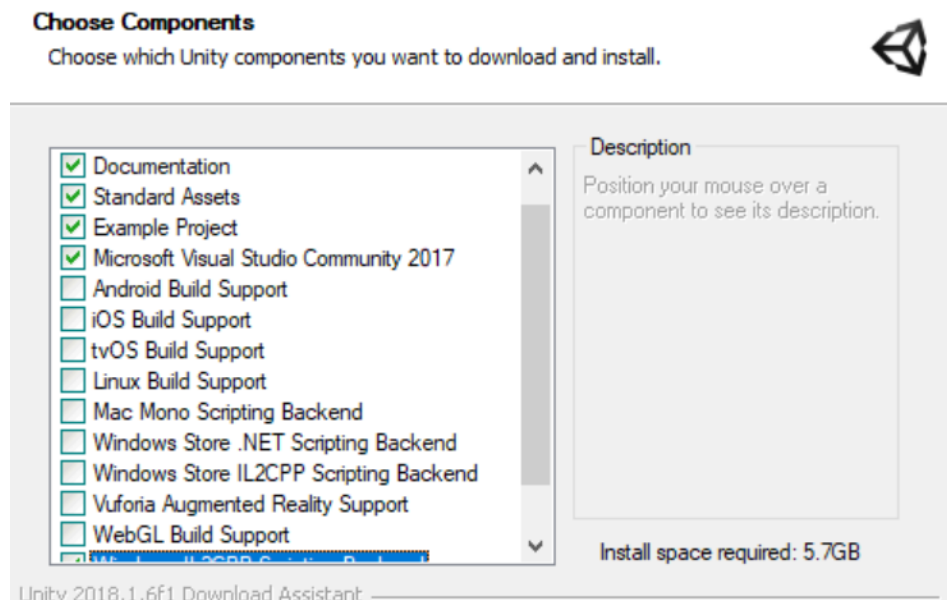 Choose Components
Choose which Unity components you want to download and install.
Documentation
Standard Assets
Example Project
Microsoft Visual Studio Community 2017
Android Build Support
iOS Build Support
tvOS Build Support
Linux Build Support
Mac Mono Scripting Backend
Windows Store .NET Scripting Backend
Windows Store IL2CPP Scripting Backend
Vuforia Augmented Reality Support
WebGL Build Support
Windows IL2CPP Scripting Backend
Description
Position your mouse over a
component to see its description.
Install space required: 5.7GB
Unity 2018.1.6f1 Download Assistant